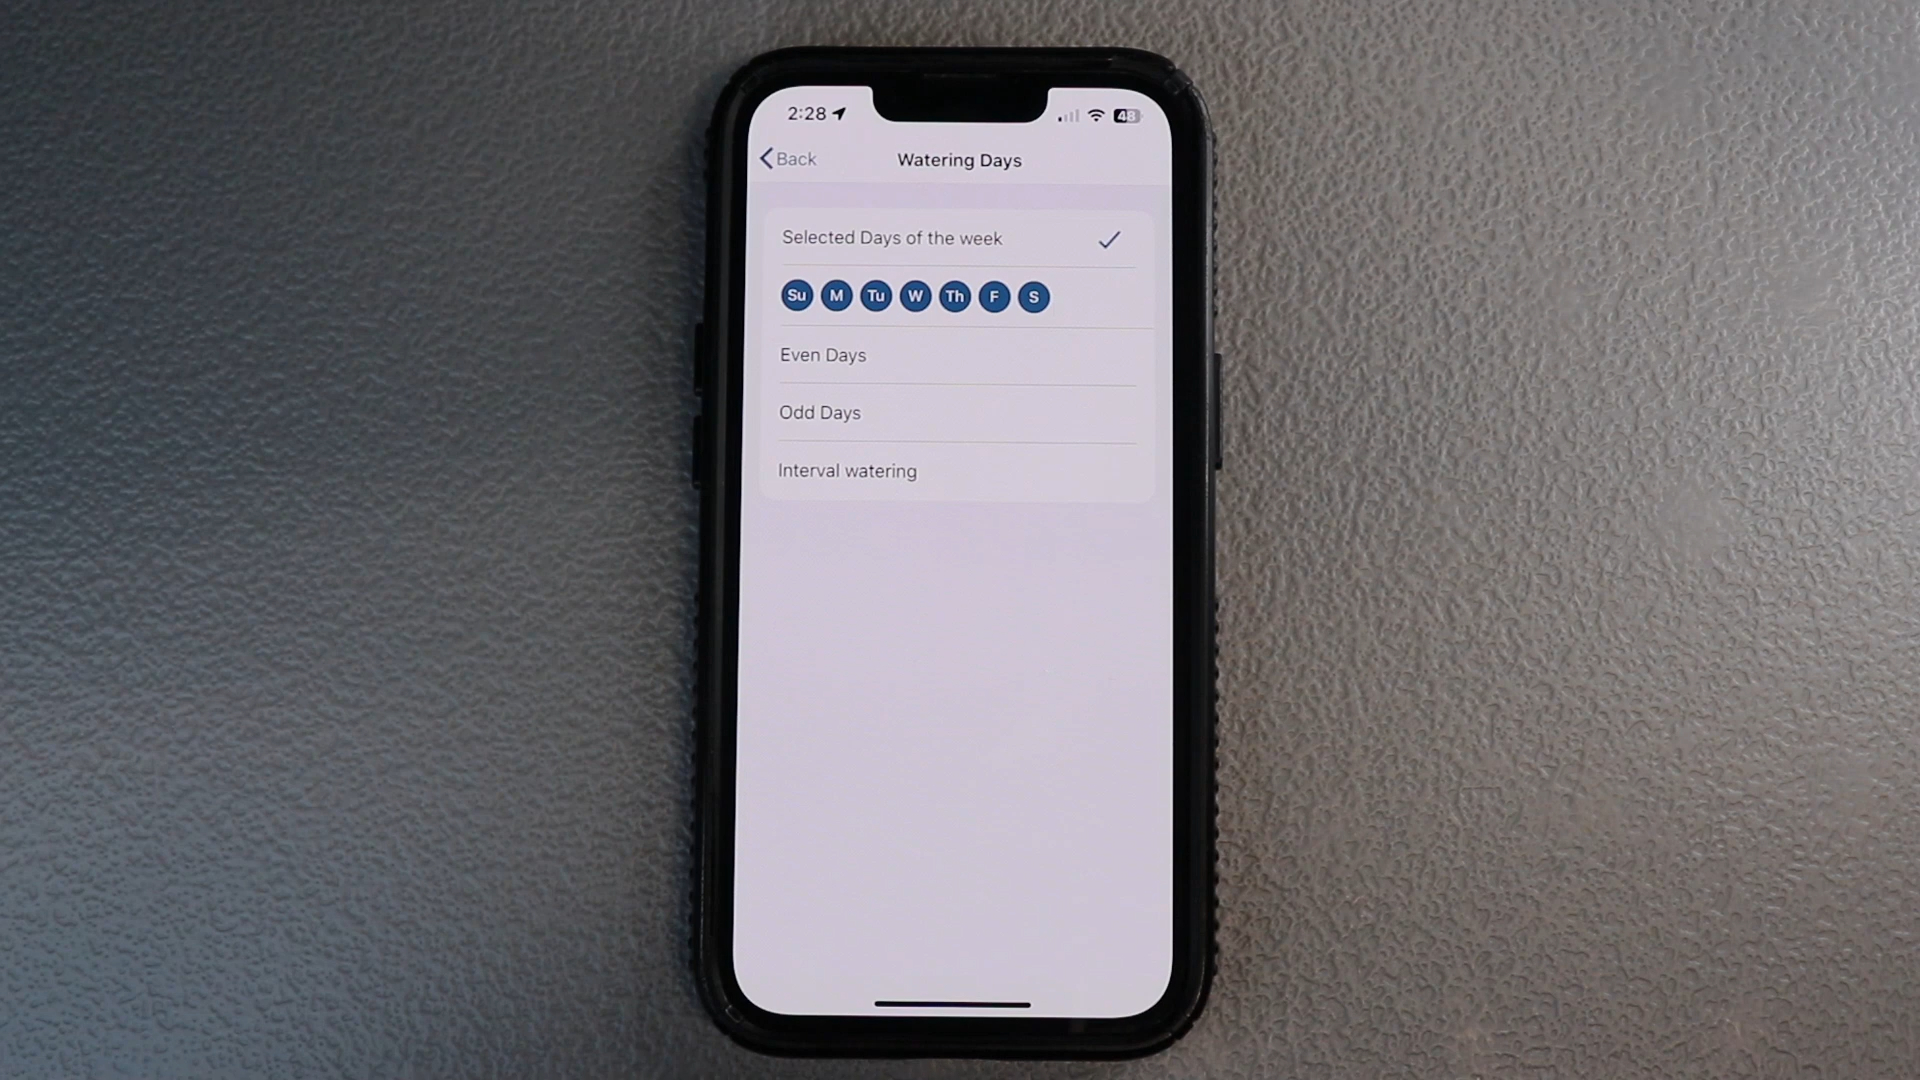 2:28 48
Back Watering Days
Selected Days of the week
Su M Tu W Th F S
Even Days
Odd Days
Interval watering